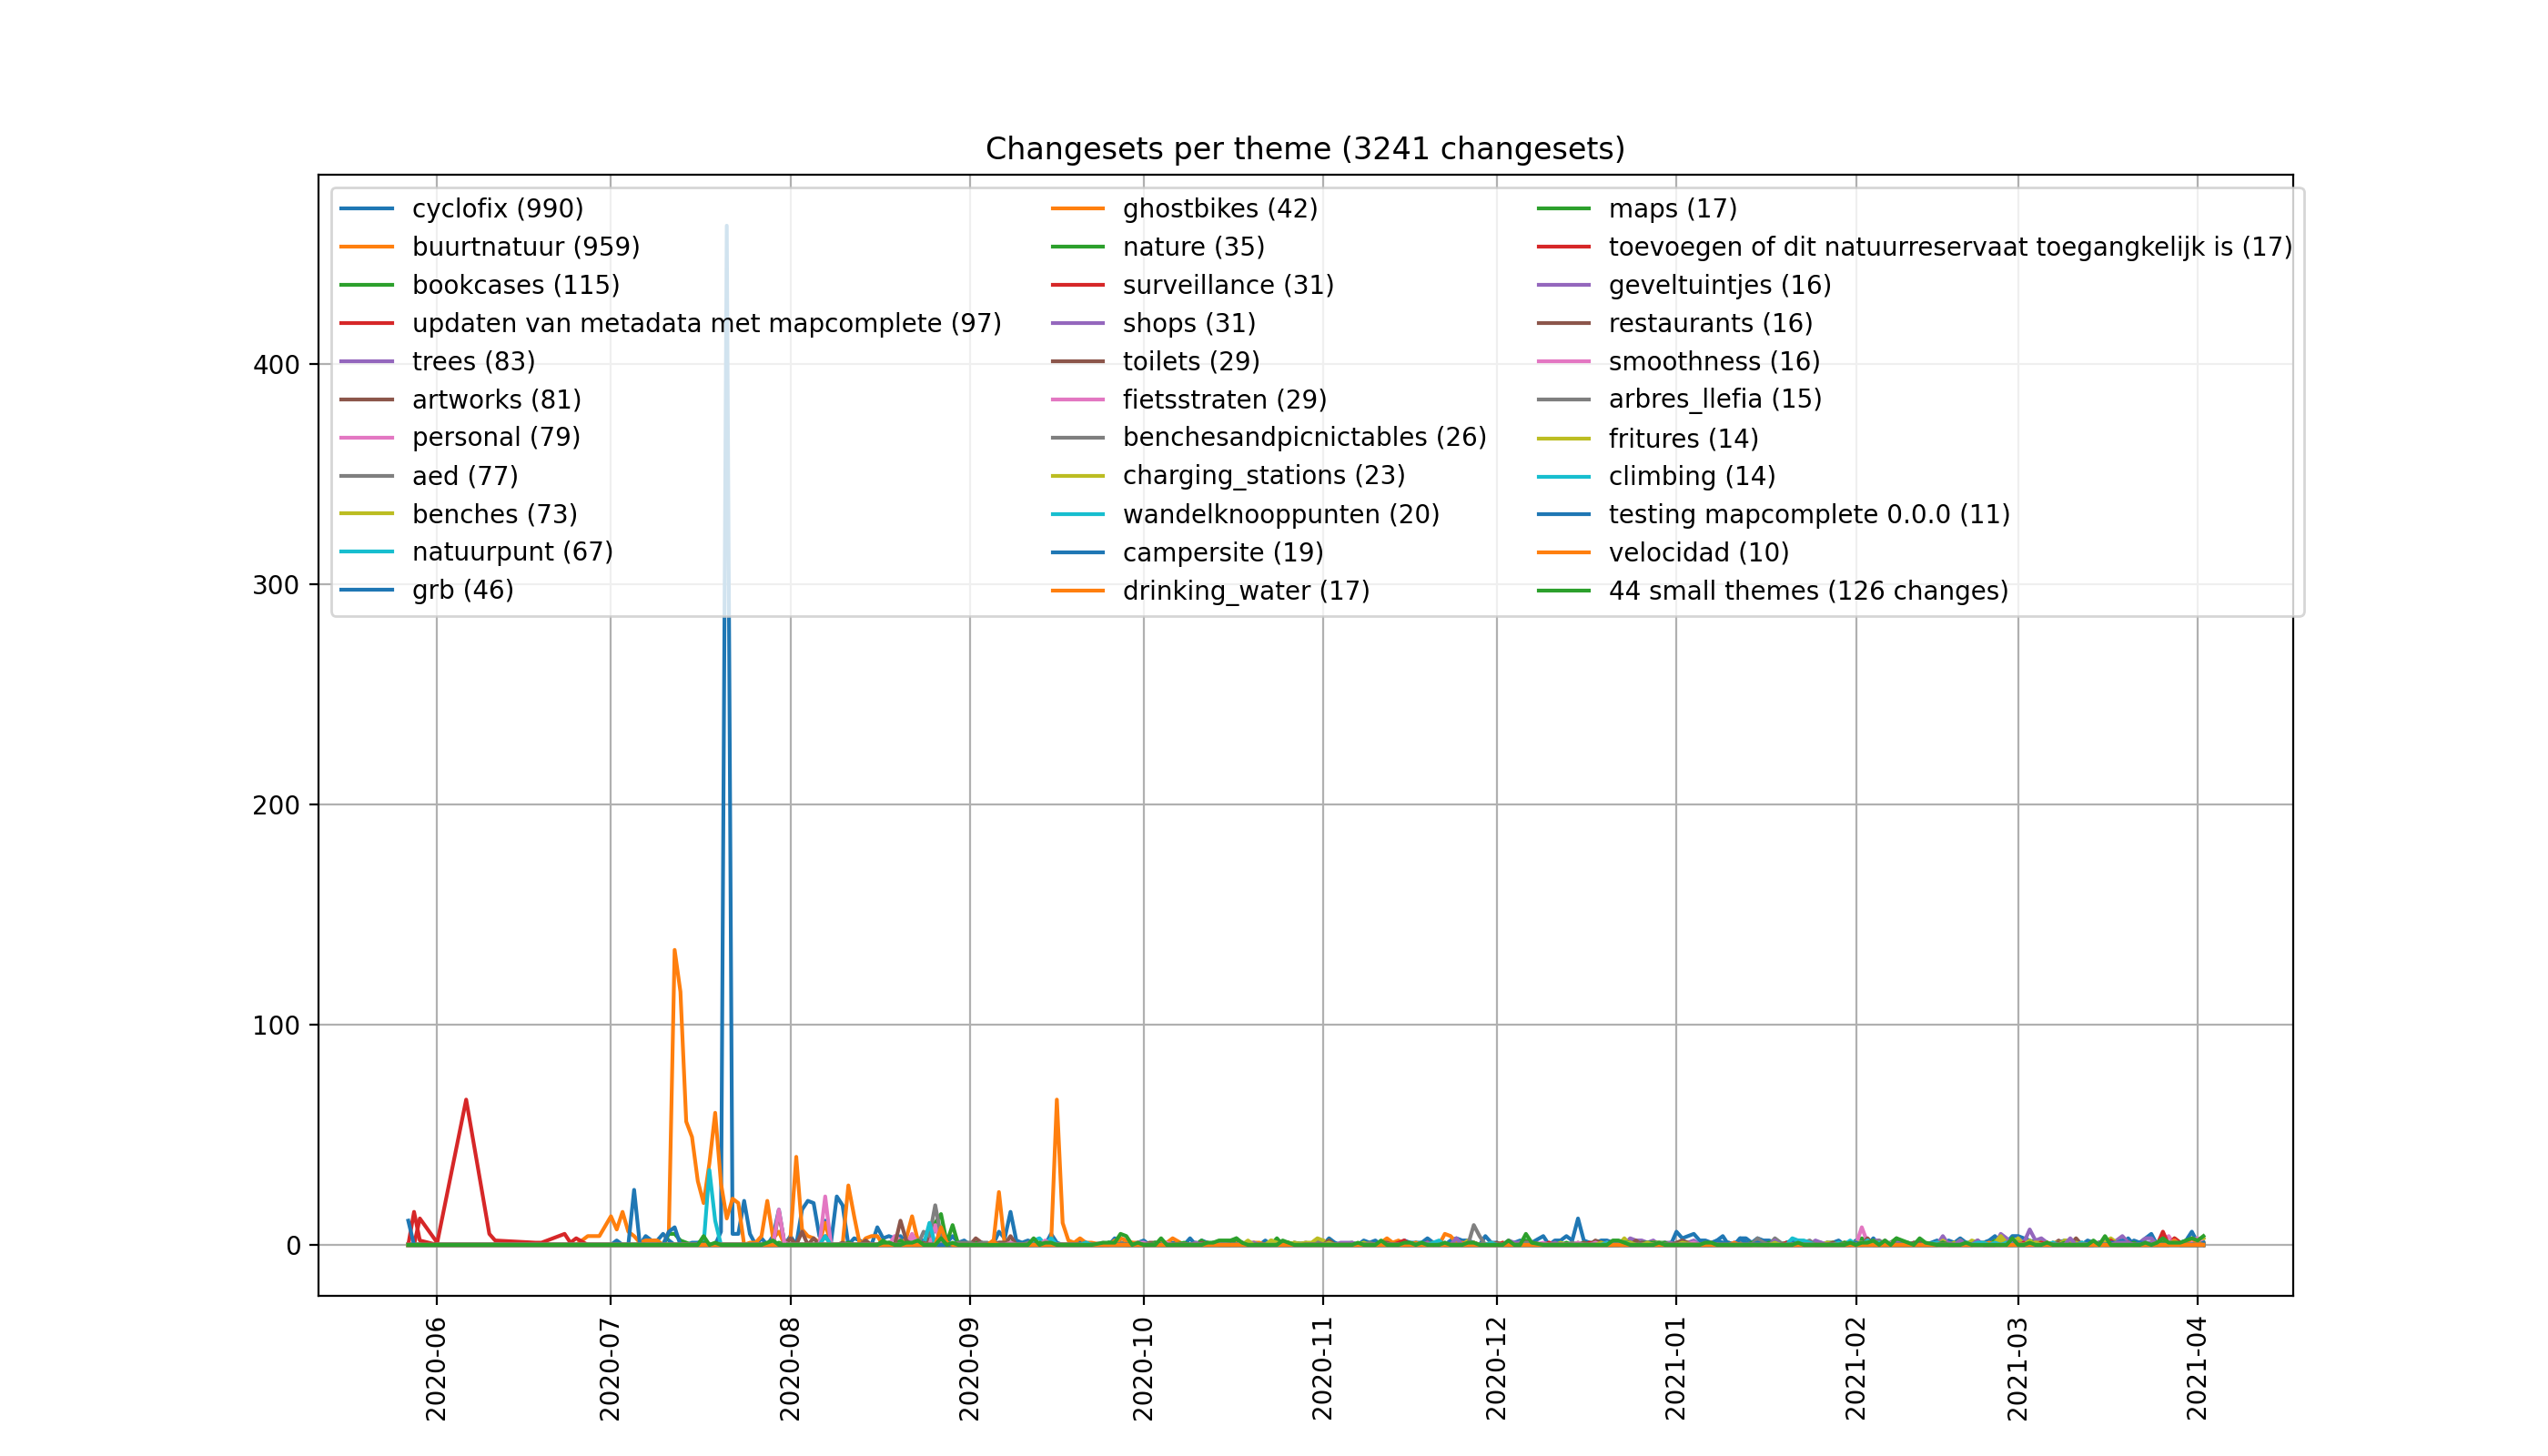 Changesets per theme (3241 changesets)
cyclofix (990)
buurtnatuur (959)
bookcases (115)
updaten van metadata met mapcomplete (97)
trees (83)
artworks (81)
personal (79)
aed (77)
benches (73)
natuurpunt (67)
grb (46)
ghostbikes (42)
nature (35)
surveillance (31)
shops (31)
toilets (29)
fietsstraten (29)
benchesandpicnictables (26)
charging_stations (23)
wandelknooppunten (20)
campersite (19)
drinking_water (17)
maps (17)
toevoegen of dit natuurreservaat toegangkelijk is (17)
geveltuintjes (16)
restaurants (16)
smoothness (16)
arbres_llefia (15)
fritures (14)
climbing (14)
testing mapcomplete 0.0.0 (11)
velocidad (10)
44 small themes (126 changes)
400
300
200
100
0
2020-06
2020-07
2020-08
2020-09
2020-10
2020-11
2020-12
2021-01
2021-02
2021-03
2021-04